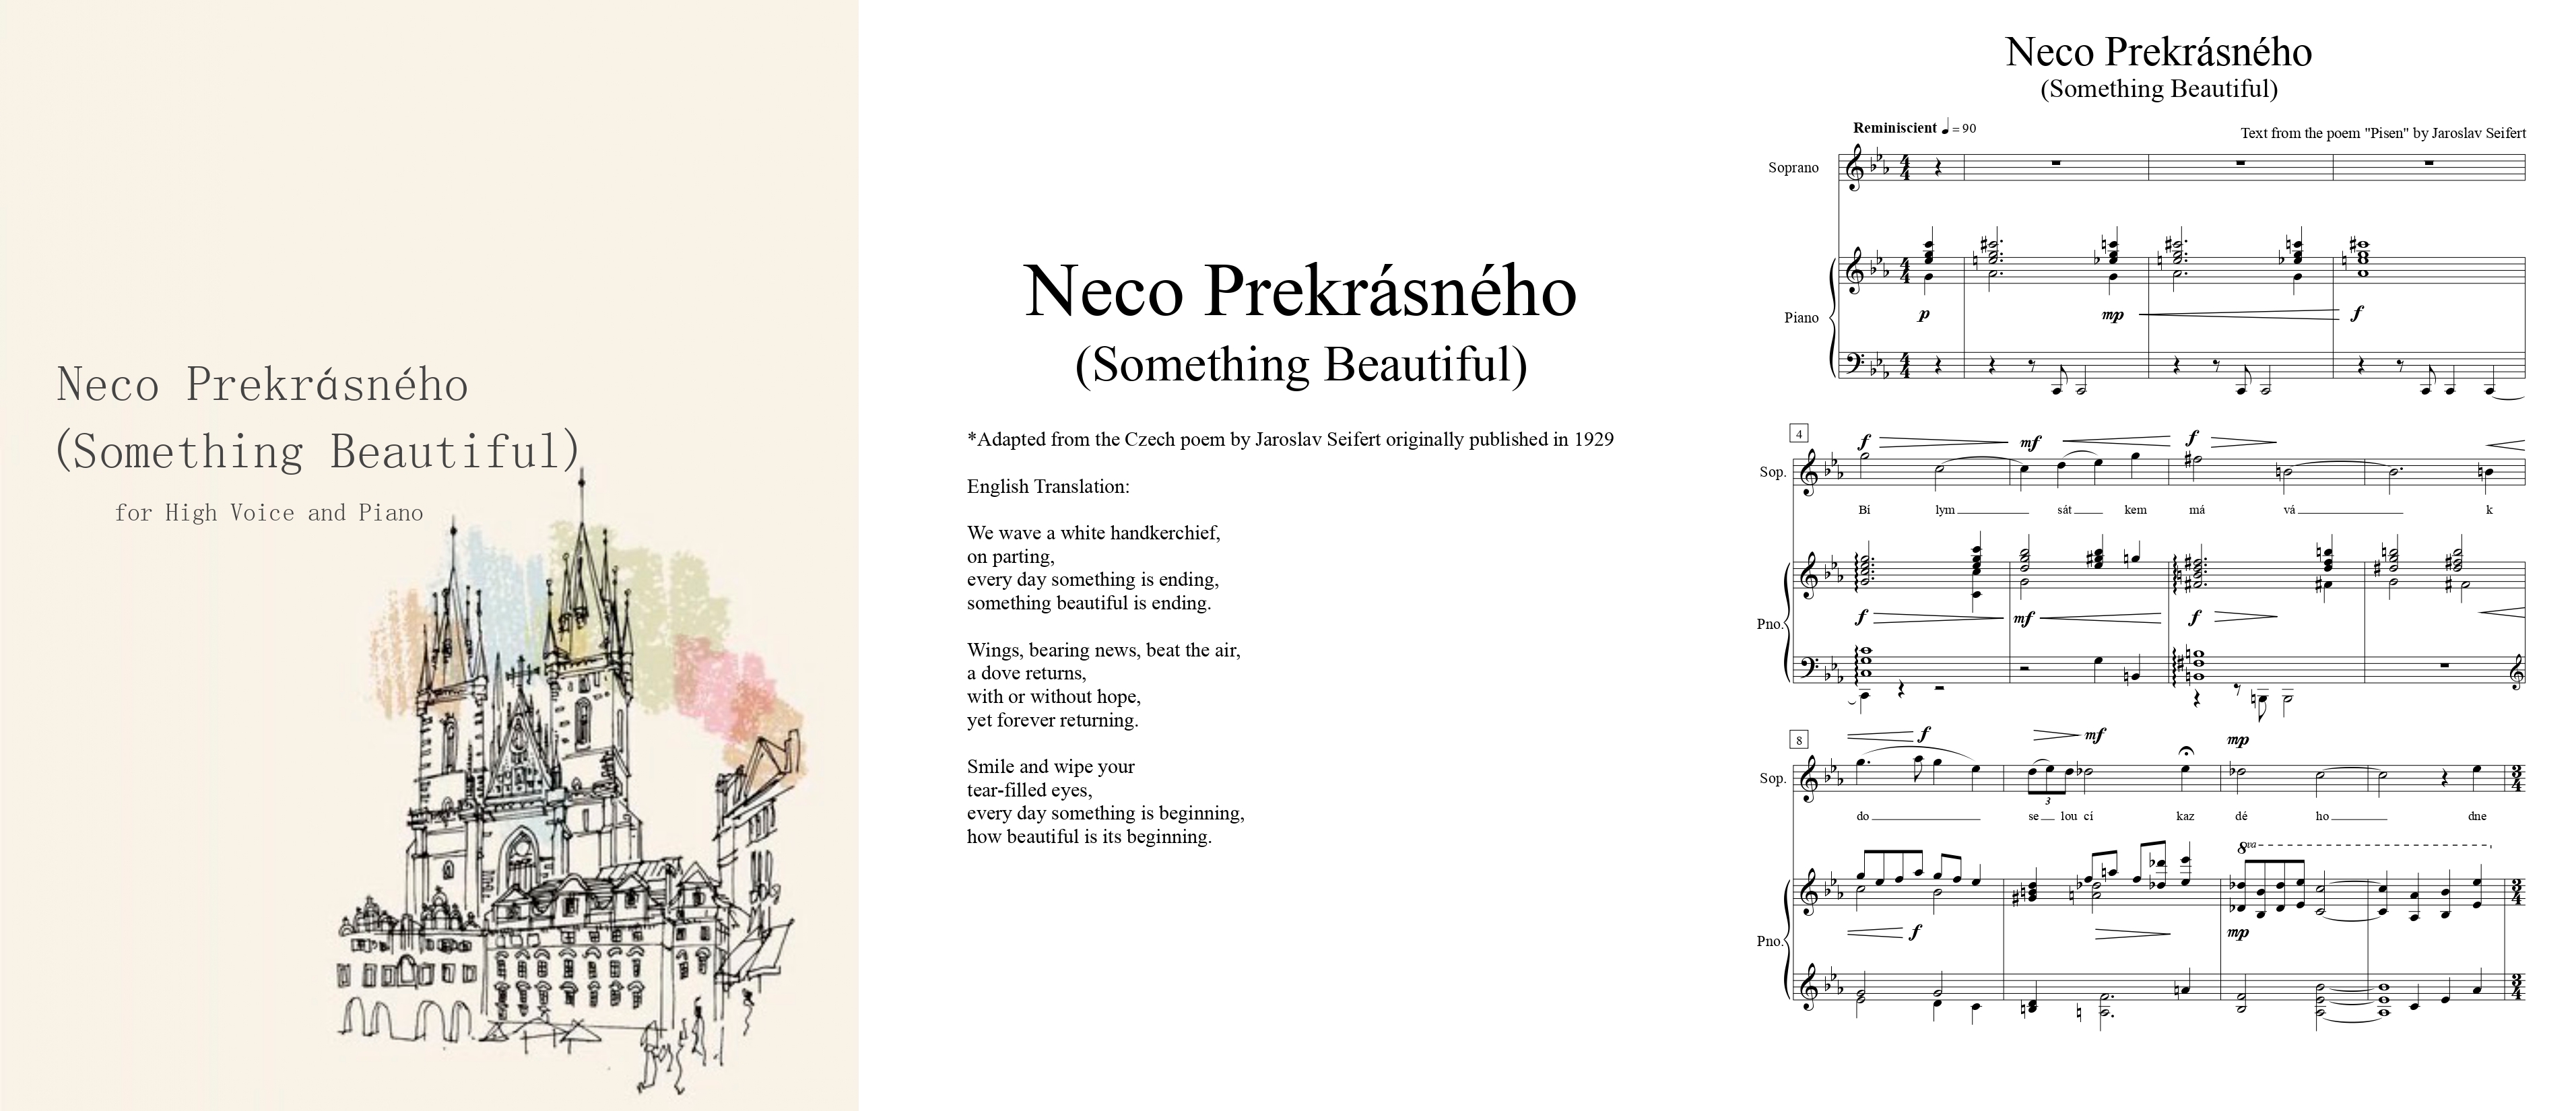 Neco Prekrásného
(Something Beautiful)
for High Voice and Piano
Neco Prekrásného
(Something Beautiful)
*Adapted from the Czech poem by Jaroslav Seifert originally published in 1929
English Translation:
We wave a white handkerchief,
on parting,
every day something is ending,
something beautiful is ending.
Wings, bearing news, beat the air,
a dove returns,
with or without hope,
yet forever returning.
Smile and wipe your
tear-filled eyes,
every day something is beginning,
how beautiful is its beginning.
Neco Prekrásného
(Something Beautiful)
Reminiscient ♩ = 90
Text from the poem "Pisen" by Jaroslav Seifert
Soprano
Piano
p mp f
4
f mf f
Sop.
Bí lym sát kem má vá k
Pno.
f mf f
8
f mf mp
Sop.
3
do se lou cí kaz dé ho dne
8va
Pno.
f mp